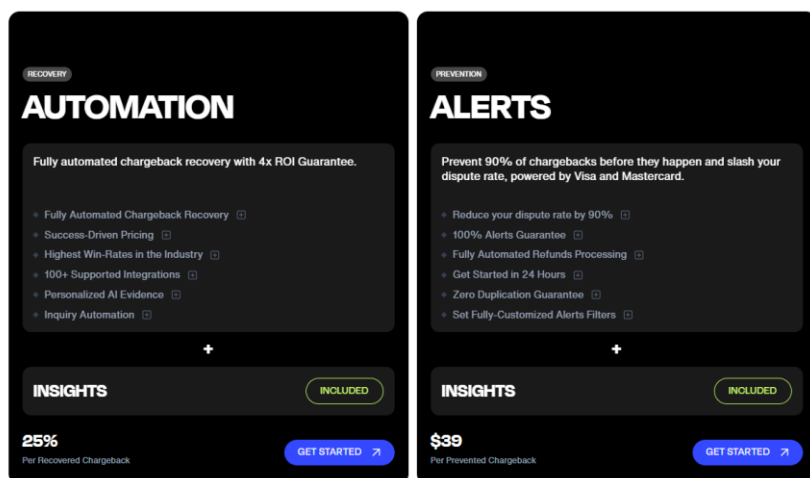 RECOVERY
AUTOMATION
Fully automated chargeback recovery with 4x ROI Guarantee.
Fully Automated Chargeback Recovery
Success-Driven Pricing
Highest Win-Rates in the Industry
100+ Supported Integrations
Personalized AI Evidence
Inquiry Automation
+
INSIGHTS
INCLUDED
25%
Per Recovered Chargeback
GET STARTED
PREVENTION
ALERTS
Prevent 90% of chargebacks before they happen and slash your
dispute rate, powered by Visa and Mastercard.
Reduce your dispute rate by 90%
100% Alerts Guarantee
Fully Automated Refunds Processing
Get Started in 24 Hours
Zero Duplication Guarantee
Set Fully-Customized Alerts Filters
+
INSIGHTS
INCLUDED
$39
Per Prevented Chargeback
GET STARTED